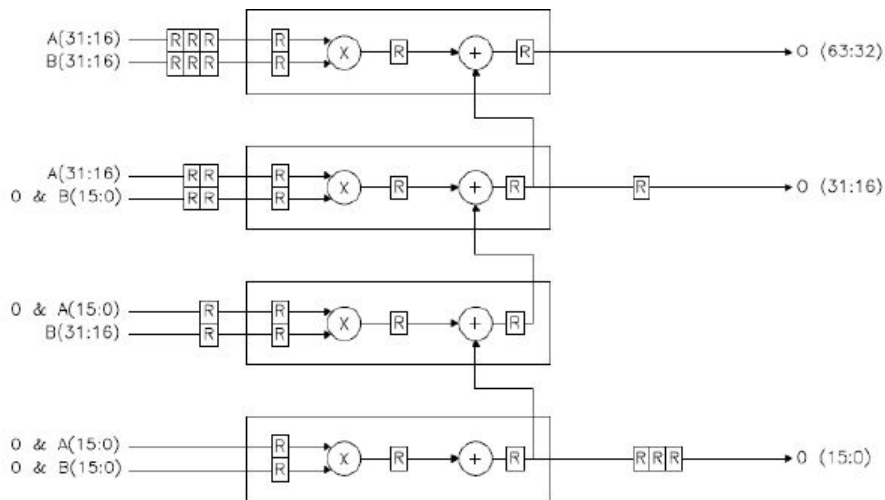 A(31:16) R R R R
X R + R O (63:32)
B(31:16) R R R R
A(31:16) R R R
X R + R R O (31:16)
0 & B(15:0) R R R
0 & A(15:0) R R
X R + R
B(31:16) R R
0 & A(15:0) R
X R + R R R R O (15:0)
0 & B(15:0) R